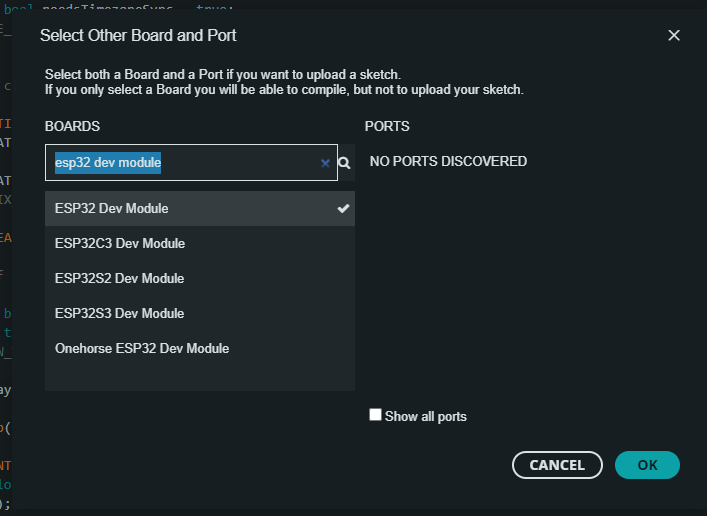 bool needsTimezoneSync = true;
Select Other Board and Port
Select both a Board and a Port if you want to upload a sketch.
If you only select a Board you will be able to compile, but not to upload your sketch.
BOARDS
PORTS
esp32 dev module
NO PORTS DISCOVERED
ESP32 Dev Module
ESP32C3 Dev Module
ESP32S2 Dev Module
ESP32S3 Dev Module
Onehorse ESP32 Dev Module
Show all ports
CANCEL
OK